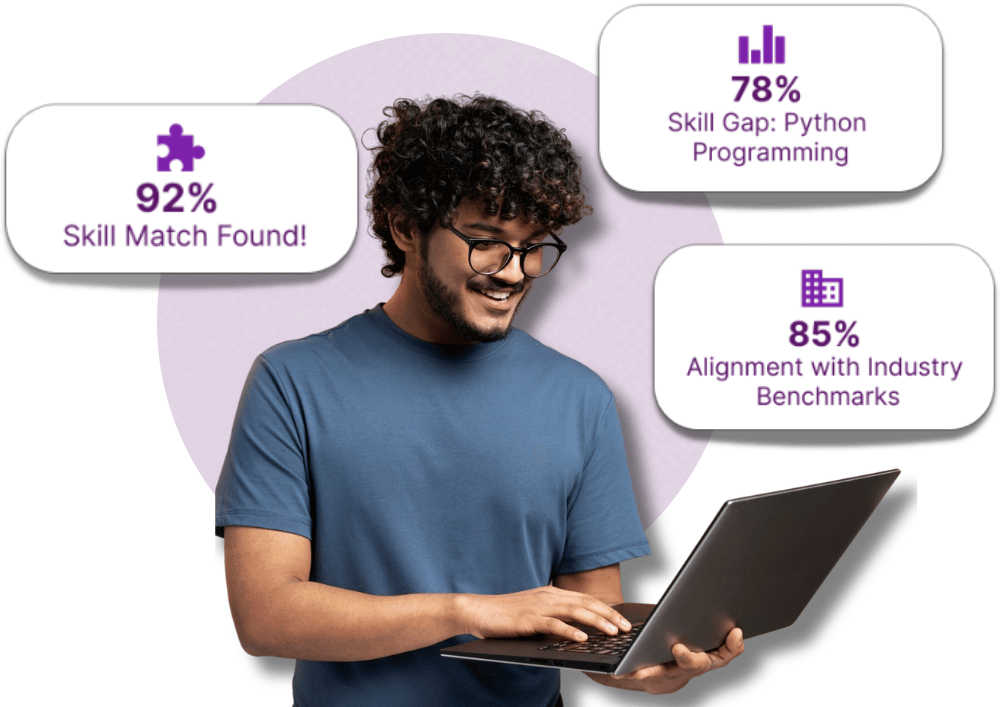 92%
Skill Match Found!
78%
Skill Gap: Python
Programming
85%
Alignment with Industry
Benchmarks